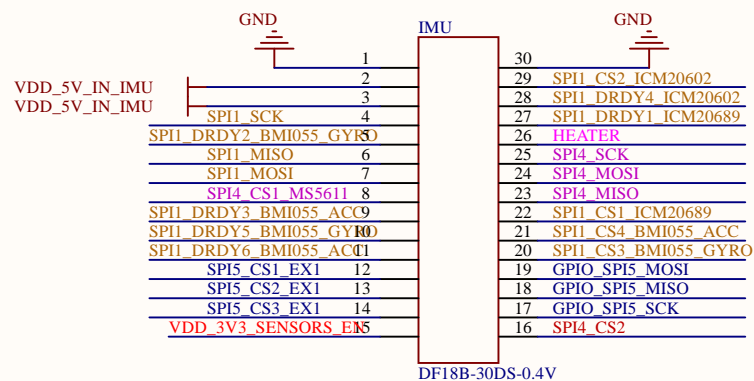 GND
IMU
GND
1
30
2
29
SPI1_CS2_ICM20602
VDD_5V_IN_IMU
3
28
SPI1_DRDY4_ICM20602
VDD_5V_IN_IMU
SPI1_SCK
4
27
SPI1_DRDY1_ICM20689
SPI1_DRDY2_BMI055_GYRO
5
26
HEATER
SPI1_MISO
6
25
SPI4_SCK
SPI1_MOSI
7
24
SPI4_MOSI
SPI4_CS1_MS5611
8
23
SPI4_MISO
SPI1_DRDY3_BMI055_ACC
9
22
SPI1_CS1_ICM20689
SPI1_DRDY5_BMI055_GYRO
10
21
SPI1_CS4_BMI055_ACC
SPI1_DRDY6_BMI055_ACC
11
20
SPI1_CS3_BMI055_GYRO
SPI5_CS1_EX1
12
19
GPIO_SPI5_MOSI
SPI5_CS2_EX1
13
18
GPIO_SPI5_MISO
SPI5_CS3_EX1
14
17
GPIO_SPI5_SCK
VDD_3V3_SENSORS_EN
15
16
SPI4_CS2
DF18B-30DS-0.4V